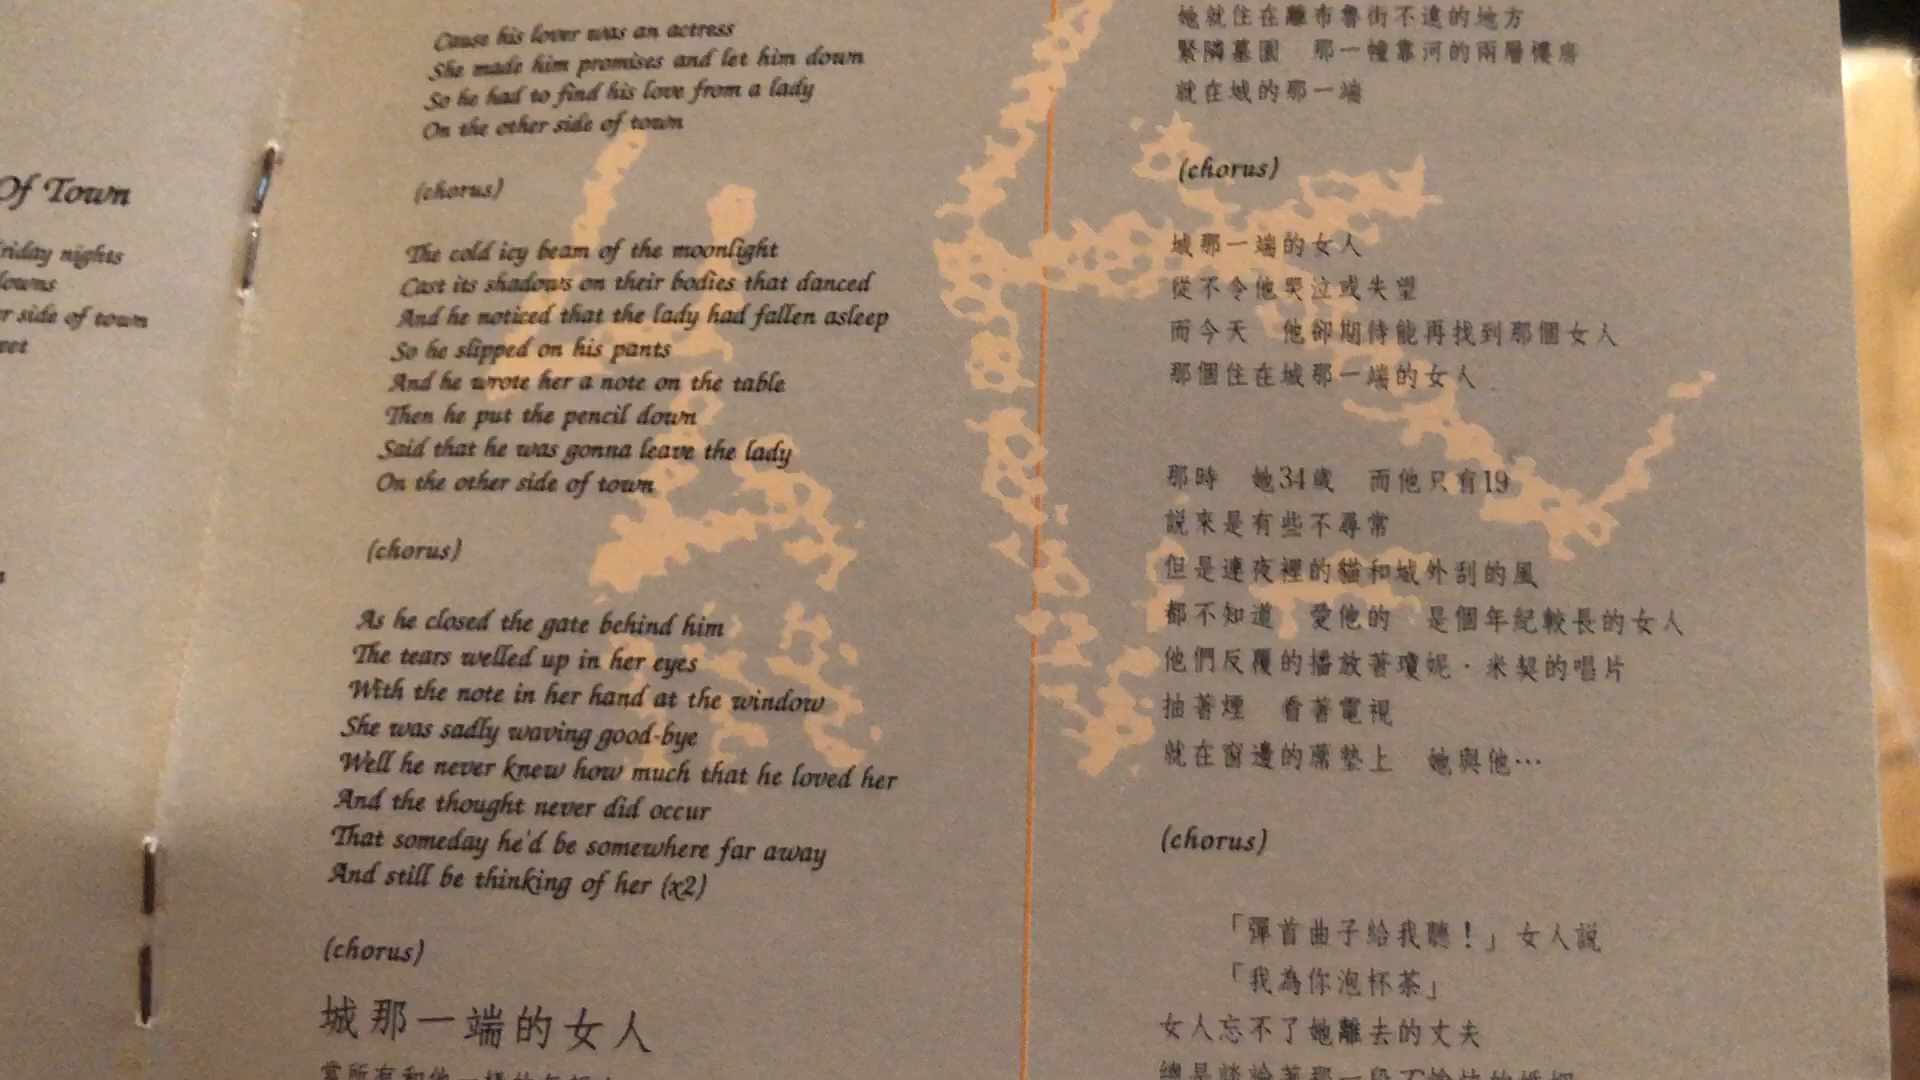 Of Town
riday nights
downs
er side of town
eet
Cause his lover was an actress
She made him promises and let him down
So he had to find his love from a lady
On the other side of town
(chorus)
The cold icy beam of the moonlight
Cast its shadows on their bodies that danced
And he noticed that the lady had fallen asleep
So he slipped on his pants
And he wrote her a note on the table
Then he put the pencil down
Said that he was gonna leave the lady
On the other side of town
(chorus)
As he closed the gate behind him
The tears welled up in her eyes
With the note in her hand at the window
She was sadly waving good-bye
Well he never knew how much that he loved her
And the thought never did occur
That someday he'd be somewhere far away
And still be thinking of her (x2)
(chorus)
城那一端的女人
她就住在離布魯街不遠的地方
緊隣墓園 那一幢靠河的兩層樓房
就在城的那一端
(chorus)
城那一端的女人
從不令他哭泣或失望
而今天 他卻期待能再找到那個女人
那個住在城那一端的女人
那時 她34歲 而他只有19
說來是有些不尋常
但是連夜裡的貓和城外刮的風
都不知道 愛他的 是個年紀較長的女人
他們反覆的播放著瓊妮·米契的唱片
抽著煙 看著電視
就在窗邊的蓆墊上 她與他…
(chorus)
「彈首曲子給我聽！」女人說
「我為你泡杯茶」
女人忘不了她離去的丈夫